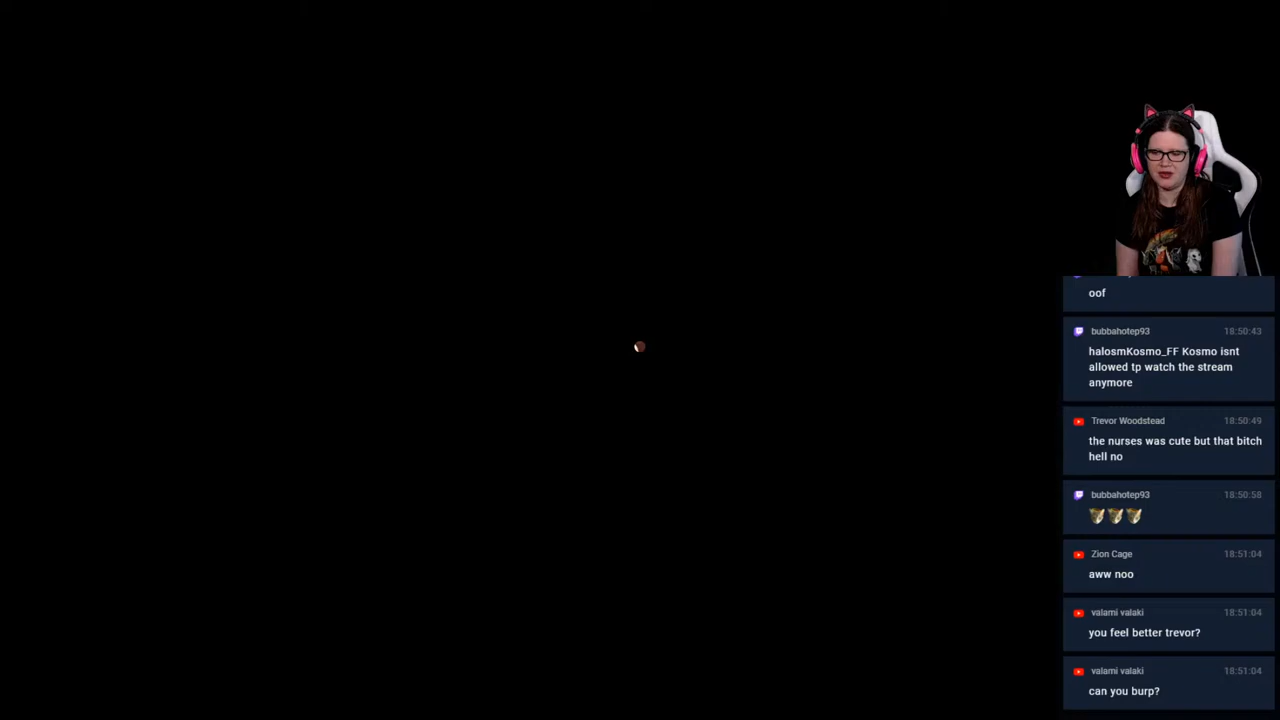 oof
bubbahotep93 18:50:43
halosmKosmo_FF Kosmo isnt
allowed tp watch the stream
anymore
Trevor Woodstead 18:50:49
the nurses was cute but that bitch
hell no
bubbahotep93 18:50:58
Zion Cage 18:51:04
aww noo
valami valaki 18:51:04
you feel better trevor?
valami valaki 18:51:04
can you burp?